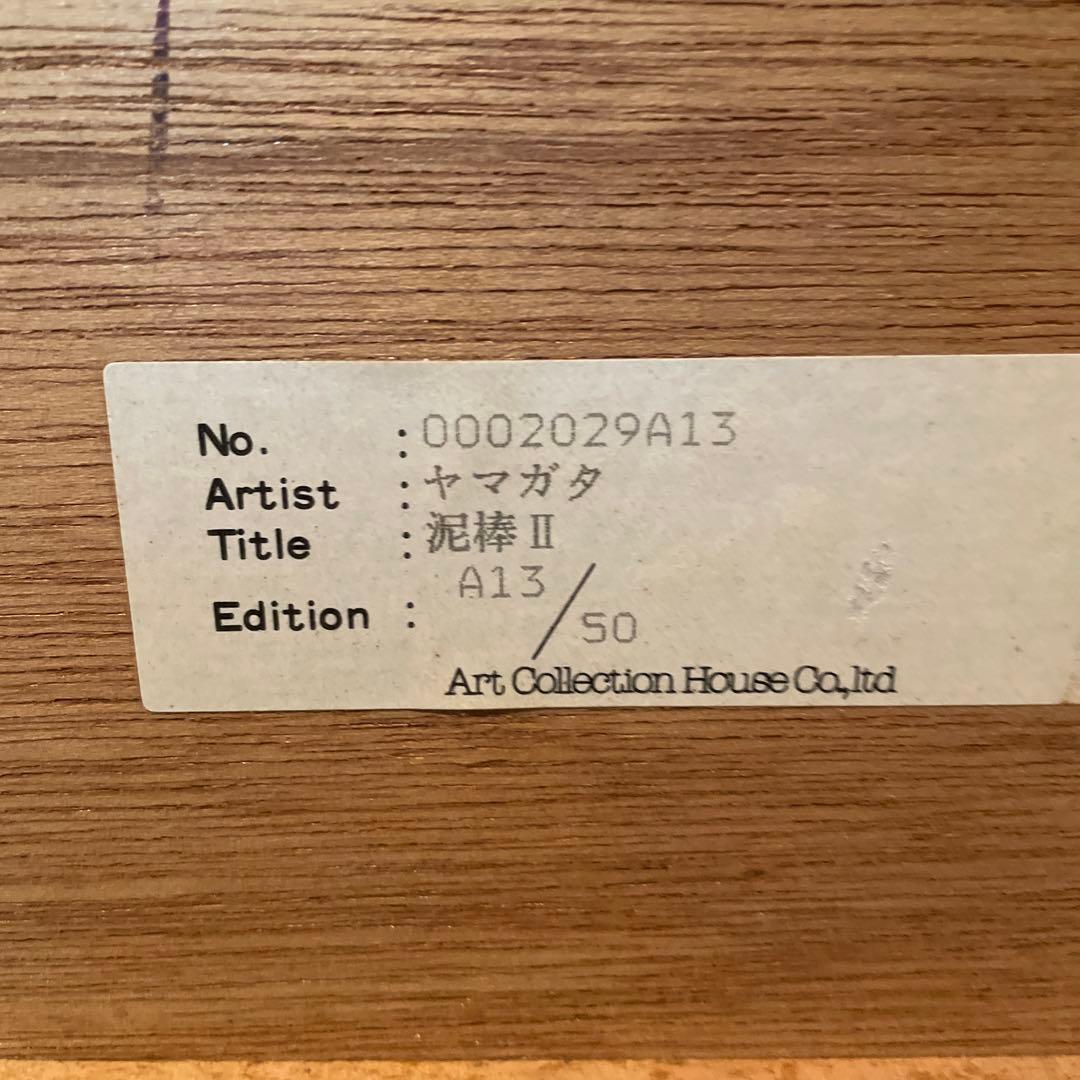 No. : 0002029A13
Artist : ヤマガタ
Title : 泥棒Ⅱ
Edition : A13/50
Art Collection House Co.,ltd